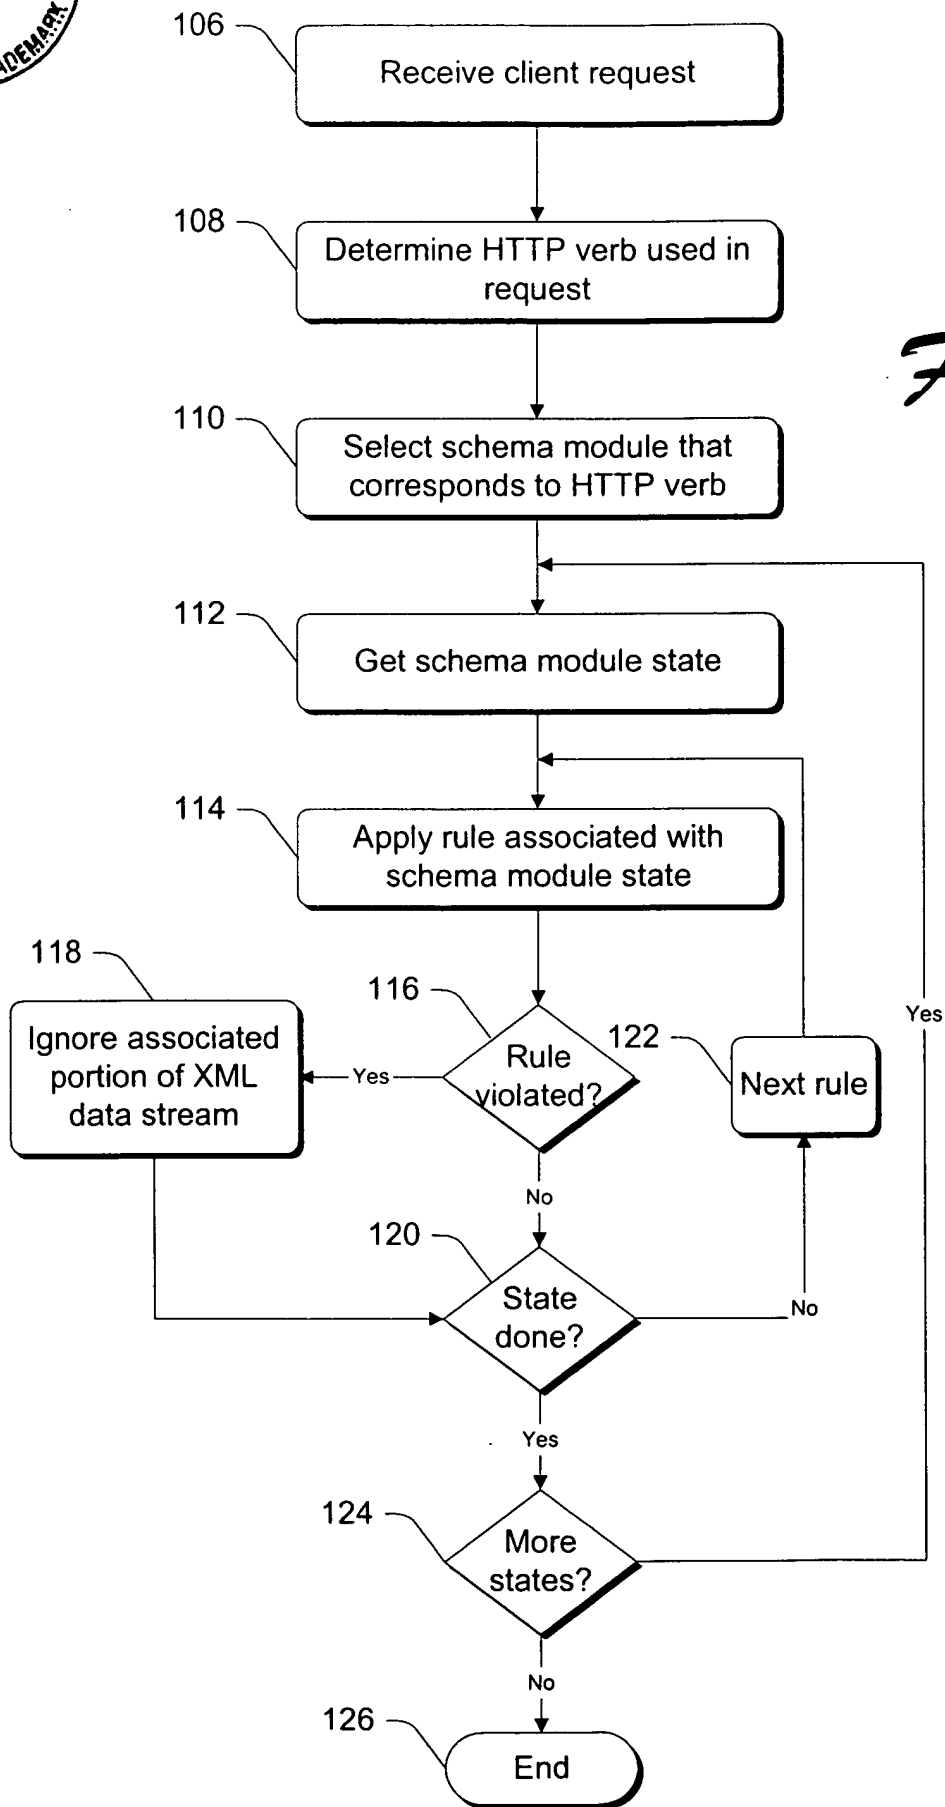 106
Receive client request
108
Determine HTTP verb used in
request
110
Select schema module that
corresponds to HTTP verb
112
Get schema module state
114
Apply rule associated with
schema module state
118
116
122
Yes
Ignore associated
portion of XML
data stream
Yes
Rule
violated?
Next rule
No
120
State
done?
No
Yes
124
More
states?
No
126
End